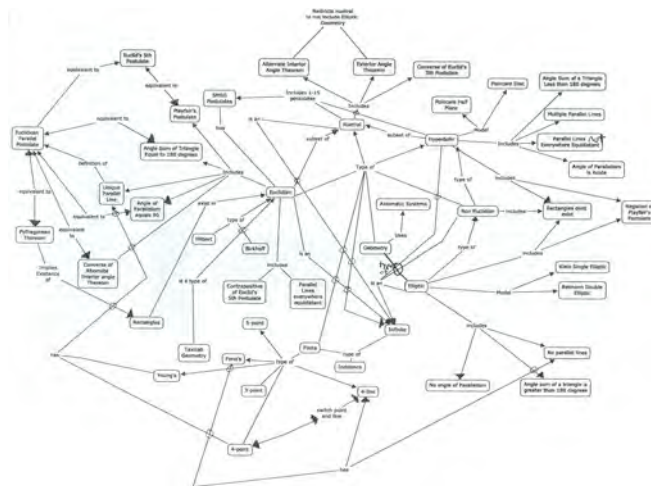 Restricts neutral
to not include Elliptic
Geometry
Alternate Interior
Angle Theorem
Exterior Angle
Theorem
Converse of Euclid's
5th Postulate
Euclid's 5th
Postulate
equivalent to
equivalent to
Playfair's
Postulate
SMSG
Postulates
Includes 1-15
postulates
includes
Poincare Half
Plane
Poincare Disc
Model
Angle Sum of a Triangle
Less than 180 degrees
Multiple Parallel Lines
Parallel Lines
Everywhere Equidistant
not
Angle of Parallelism
is Acute
includes
Euclidean
Parallel
Postulate
equivalent to
Angle Sum of Triangle
Equal to 180 degrees
is an
subset of
Neutral
subset of
Hyperbolic
definition of
Unique
Parallel
Line
includes
Type of
type of
includes
equivalent to
equivalent to
Angle of
Parallelism
equals 90
Euclidean
Axiomatic Systems
Non Euclidean
includes
Rectangles don't
exist
Negation of
Playfair's
Postulate
Pythagorean
Theorem
equivalent to
Converse of
Alternate
Interior angle
Theorem
type of
Hilbert
Birkhoff
includes
is an
Geometry
type of
includes
Implies
Existence of
is a type of
Contrapositive
of Euclid's
5th Postulate
Parallel
Lines
everywhere
equidistant
is an
Elliptic
Model
Klein Single Elliptic
Riemann Double
Elliptic
Rectangles
Infinite
includes
Taxicab
Geometry
5-point
Finite
type of
has
Fano's
type of
No parallel lines
Young's
4-line
No angle of Parallelism
Angle sum of a triangle is
greater than 180 degrees
switch point
and line
4-point
has